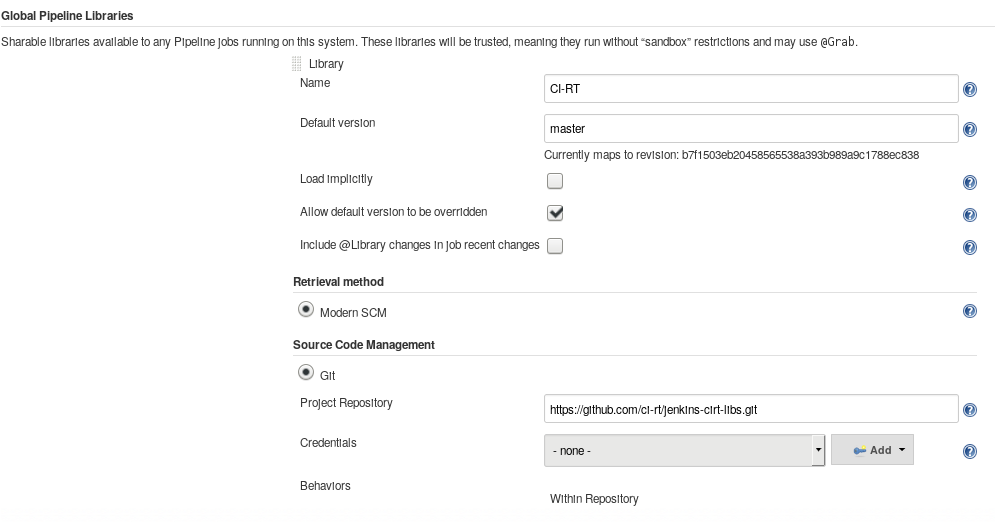 Global Pipeline Libraries
Sharable libraries available to any Pipeline jobs running on this system. These libraries will be trusted, meaning they run without “sandbox” restrictions and may use @Grab.
Library
Name
CI-RT
Default version
master
Currently maps to revision: b7f1503eb20458565538a393b989a9c1788ec838
Load implicitly
Allow default version to be overridden
Include @Library changes in job recent changes
Retrieval method
Modern SCM
Source Code Management
Git
Project Repository
https://github.com/ci-rt/jenkins-cirt-libs.git
Credentials
- none -
Add
Behaviors
Within Repository